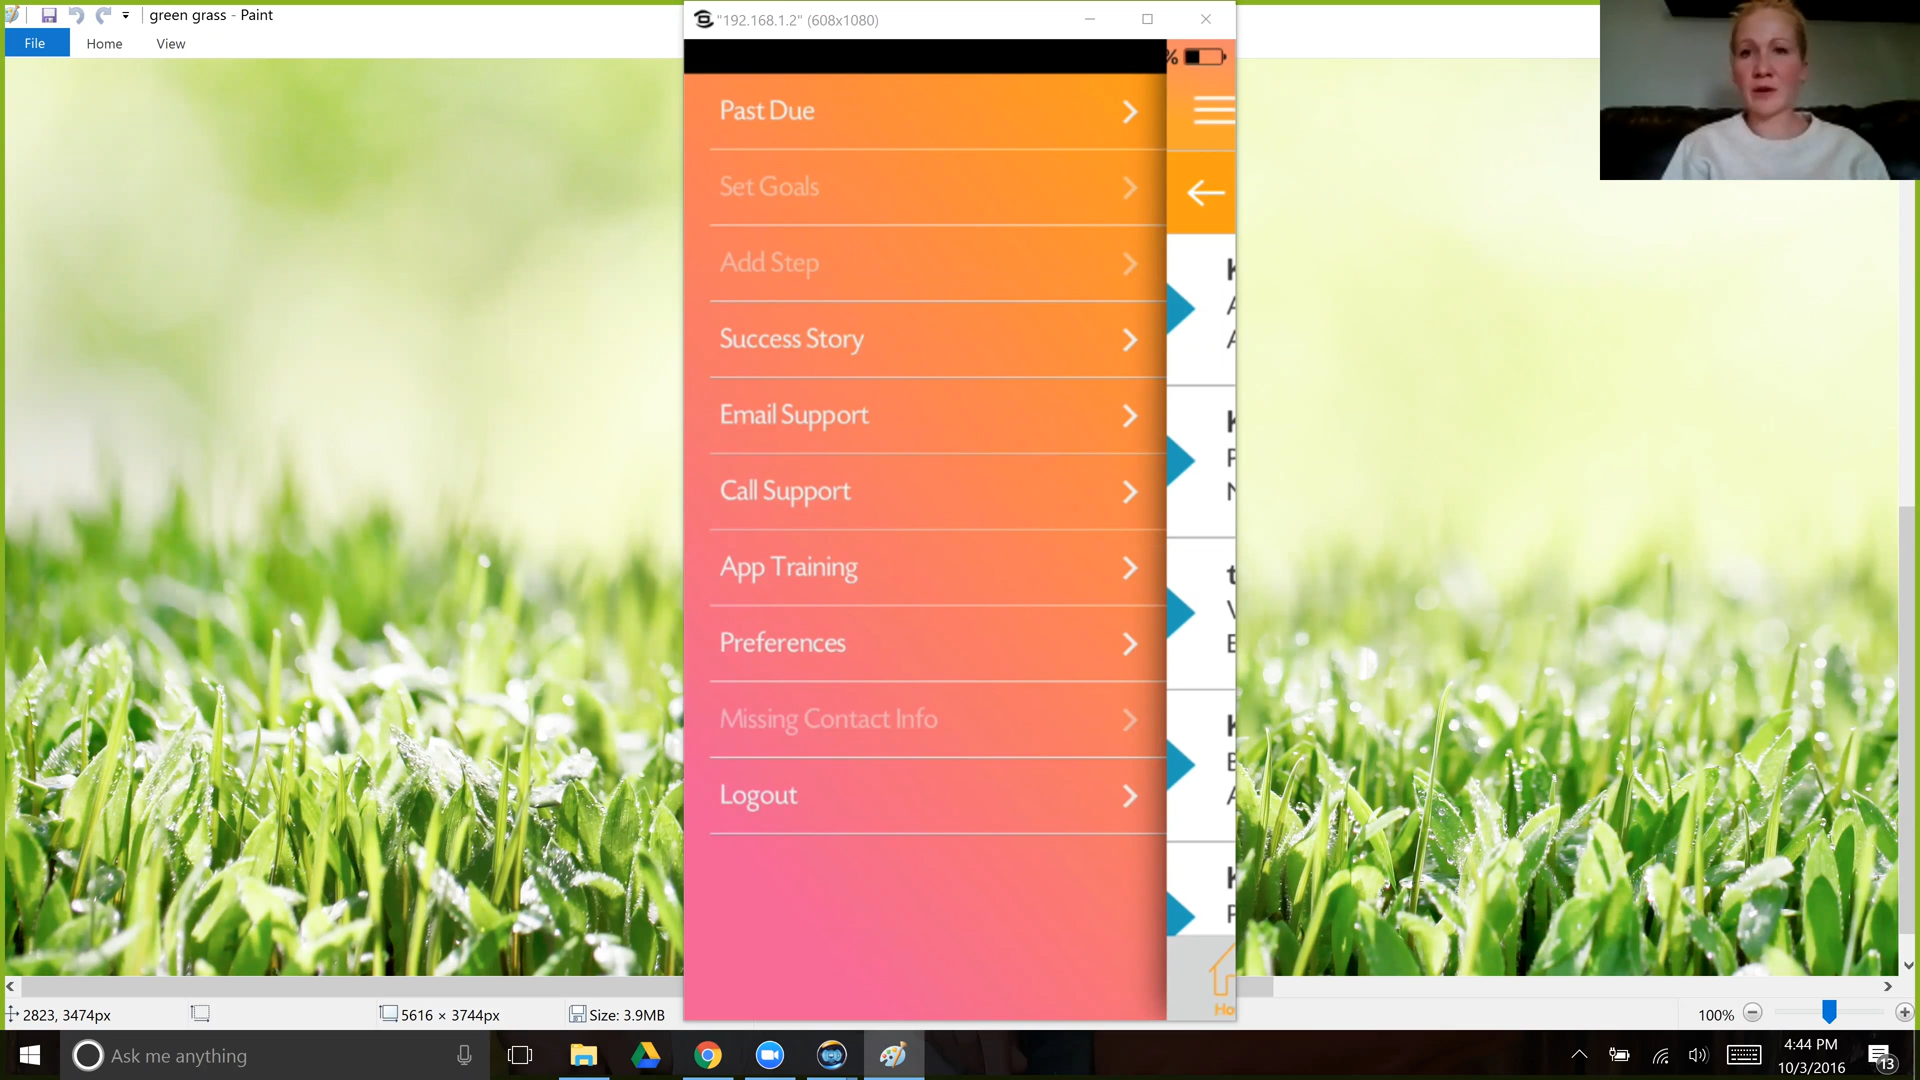 green grass - Paint
File Home View
"192.168.1.2" (608x1080)
%
Past Due
Set Goals
Add Step
Success Story
Email Support
Call Support
App Training
Preferences
Missing Contact Info
Logout
K
A
A
K
P
N
t
V
E
K
E
A
K
P
Ho
2823, 3474px
5616 × 3744px
Size: 3.9MB
100%
Ask me anything
4:44 PM
10/3/2016
13